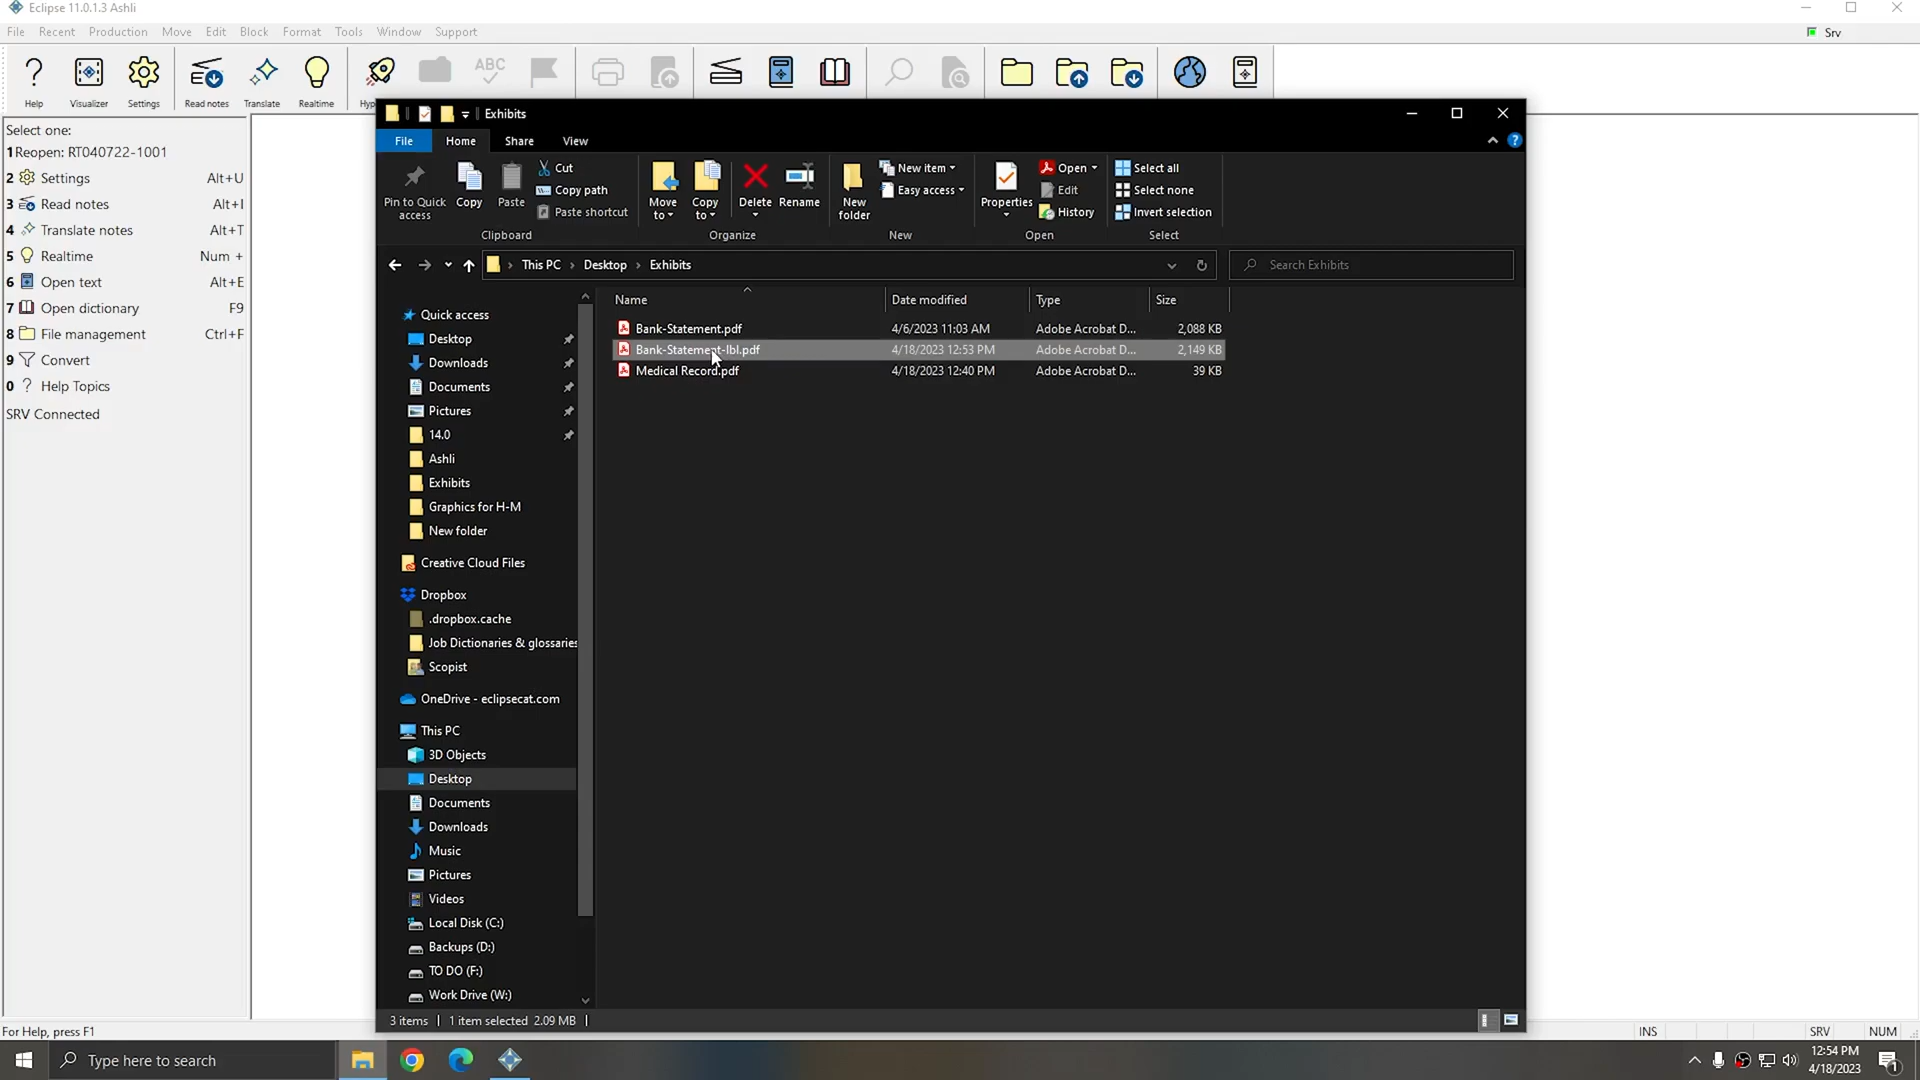 Eclipse 11.0.1.3 Ashli
File Recent Production Move Edit Block Format Tools Window Support
Srv
ABC
Help Visualizer Settings Read notes Translate Realtime
Select one:
1Reopen: RT040722-1001
2 Settings Alt+U
3 Read notes Alt+I
4 Translate notes Alt+T
5 Realtime Num +
6 Open text Alt+E
7 Open dictionary F9
8 File management Ctrl+F
9 Convert
0 ? Help Topics
SRV Connected
Exhibits
File Home Share View
Pin to Quick access
Copy
Paste
Cut
Copy path
Paste shortcut
Clipboard
Move to
Copy to
Delete
Rename
Organize
New folder
New item
Easy access
New
Properties
Open
Edit
History
Open
Select all
Select none
Invert selection
Select
This PC > Desktop > Exhibits
Search Exhibits
Name Date modified Type Size
Bank-Statement.pdf 4/6/2023 11:03 AM Adobe Acrobat D... 2,088 KB
Bank-Statement-lbl.pdf 4/18/2023 12:53 PM Adobe Acrobat D... 2,149 KB
Medical Record.pdf 4/18/2023 12:40 PM Adobe Acrobat D... 39 KB
Quick access
Desktop
Downloads
Documents
Pictures
14.0
Ashli
Exhibits
Graphics for H-M
New folder
Creative Cloud Files
Dropbox
.dropbox.cache
Job Dictionaries & glossaries
Scopist
OneDrive - eclipsecat.com
This PC
3D Objects
Desktop
Documents
Downloads
Music
Pictures
Videos
Local Disk (C:)
Backups (D:)
TO DO (F:)
Work Drive (W:)
3 items 1 item selected 2.09 MB
For Help, press F1
INS SRV NUM
Type here to search
12:54 PM
4/18/2023
1